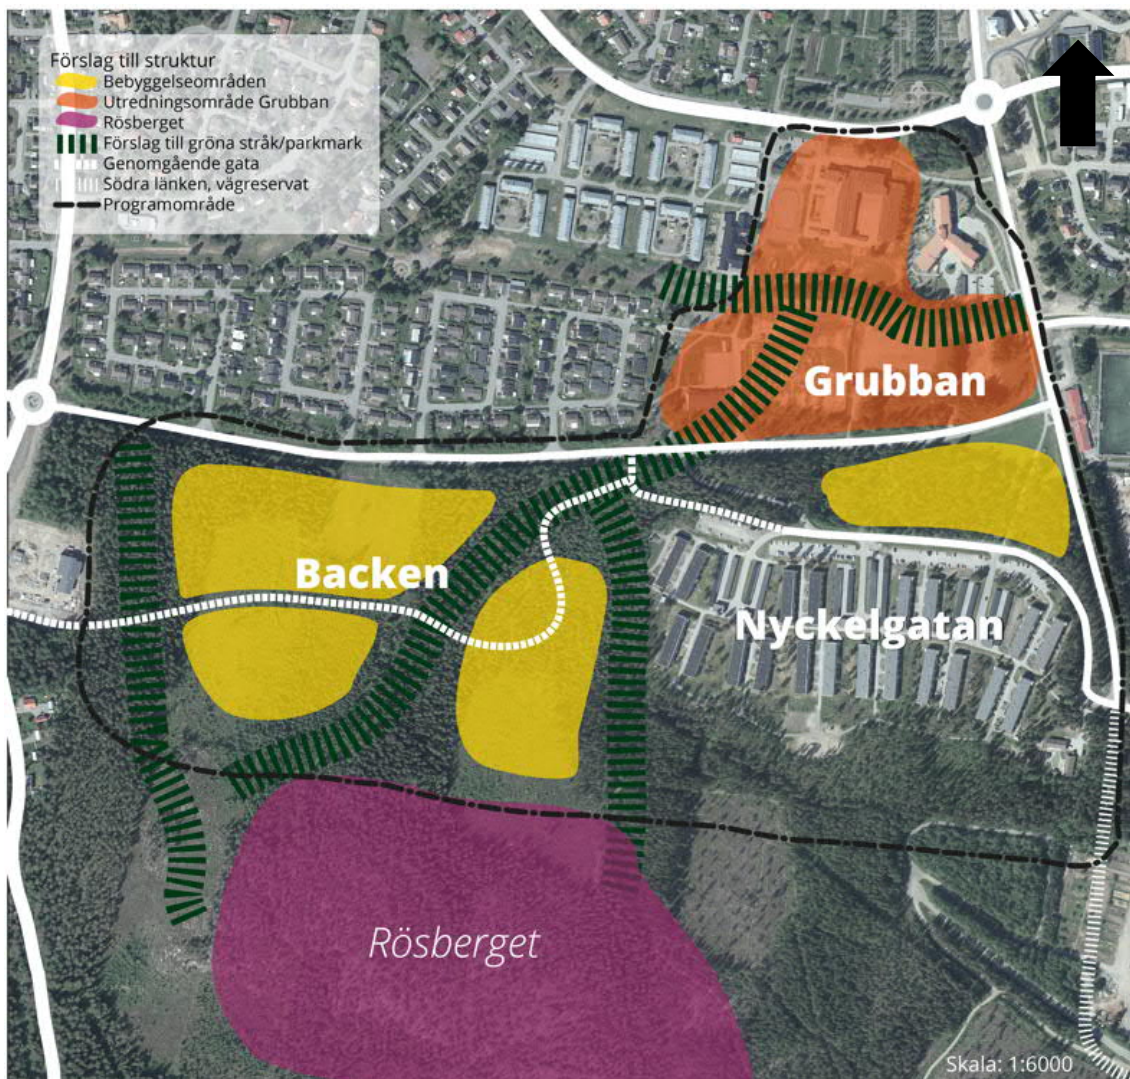 Förslag till struktur
Bebyggelseområden
Utredningsområde Grubban
Rösberget
Förslag till gröna stråk/parkmark
Genomgående gata
Södra länken, vägreservat
Programområde
Grubban
Backen
Nyckelgatan
Rösberget
Skala: 1:6000